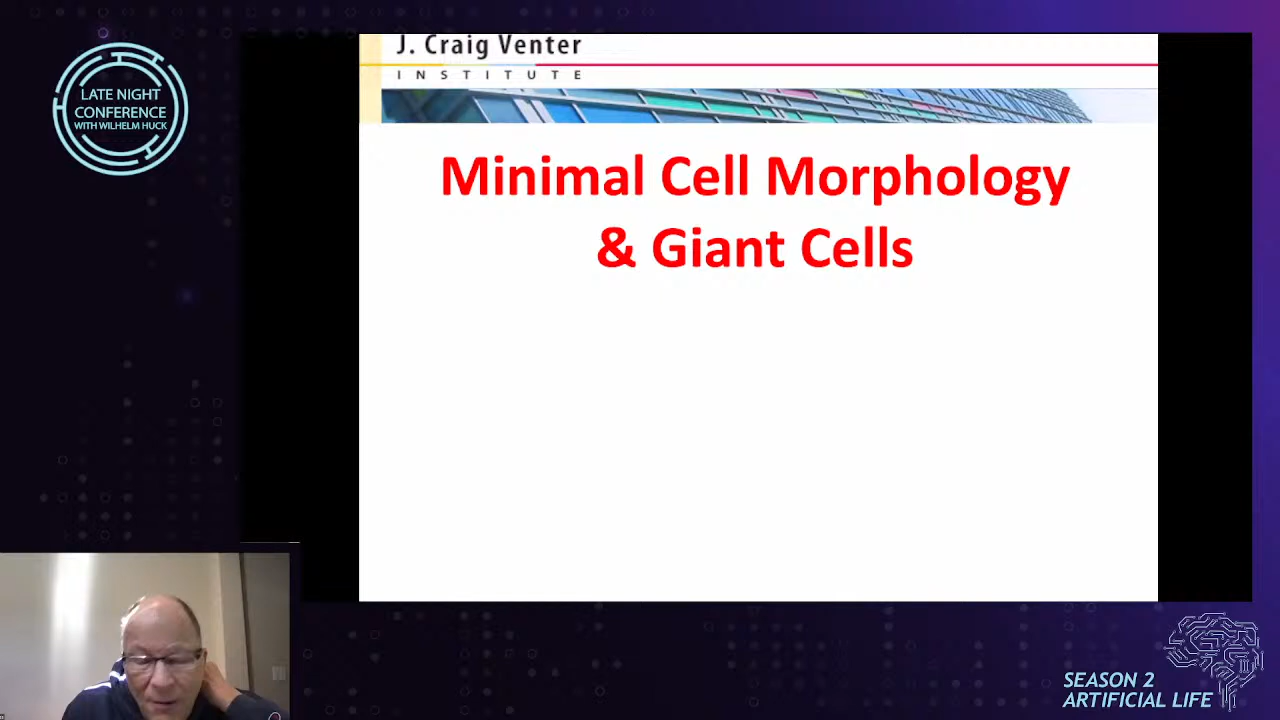 LATE NIGHT
CONFERENCE
WITH WILHELM HUCK
J. Craig Venter
INSTITUTE
Minimal Cell Morphology
& Giant Cells
SEASON 2
ARTIFICIAL LIFE